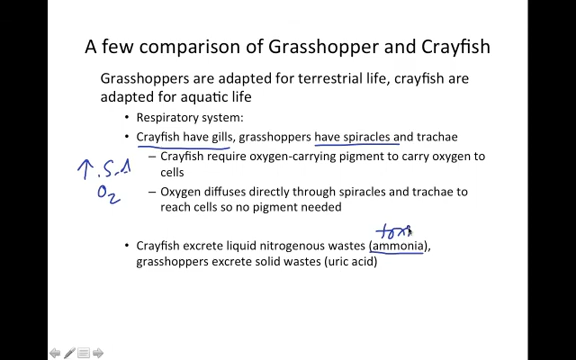 A few comparison of Grasshopper and Crayfish
Grasshoppers are adapted for terrestrial life, crayfish are
adapted for aquatic life
• Respiratory system:
• Crayfish have gills, grasshoppers have spiracles and trachae
– Crayfish require oxygen-carrying pigment to carry oxygen to
cells
↑ S.A
O2
– Oxygen diffuses directly through spiracles and trachae to
reach cells so no pigment needed
• Crayfish excrete liquid nitrogenous wastes (ammonia),
grasshoppers excrete solid wastes (uric acid)